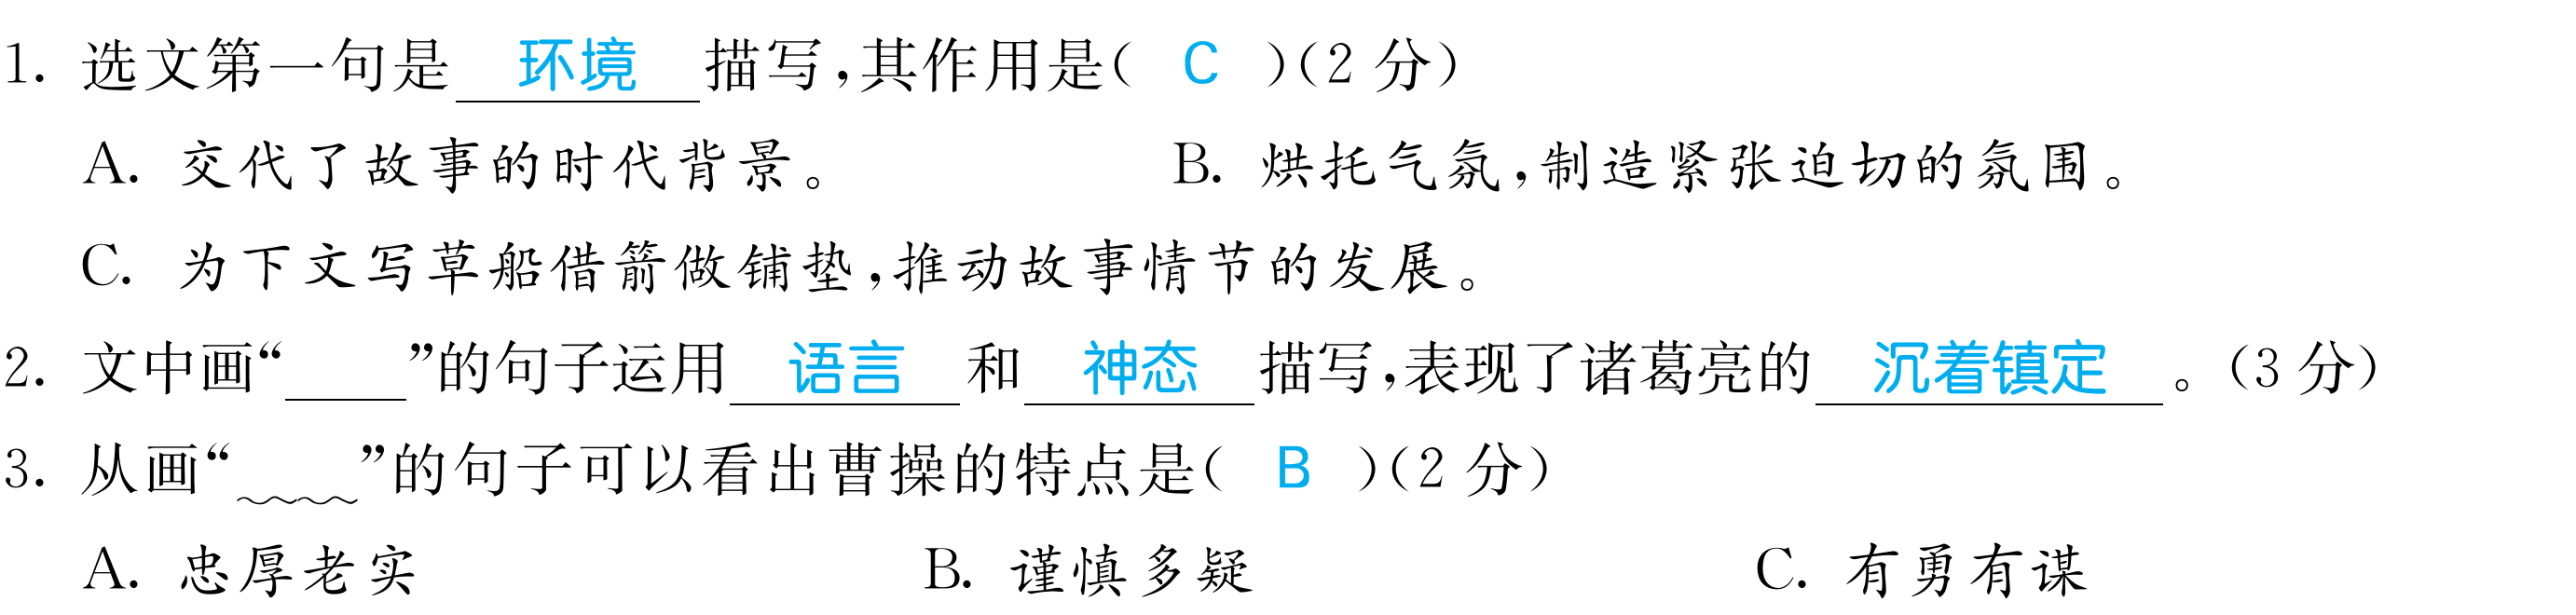 1. 选文第一句是 环境 描写,其作用是( C )(2 分)
A. 交代了故事的时代背景。 B. 烘托气氛,制造紧张迫切的氛围。
C. 为下文写草船借箭做铺垫,推动故事情节的发展。
2. 文中画“____”的句子运用 语言 和 神态 描写,表现了诸葛亮的 沉着镇定 。(3 分)
3. 从画“﹏﹏”的句子可以看出曹操的特点是( B )(2 分)
A. 忠厚老实 B. 谨慎多疑 C. 有勇有谋